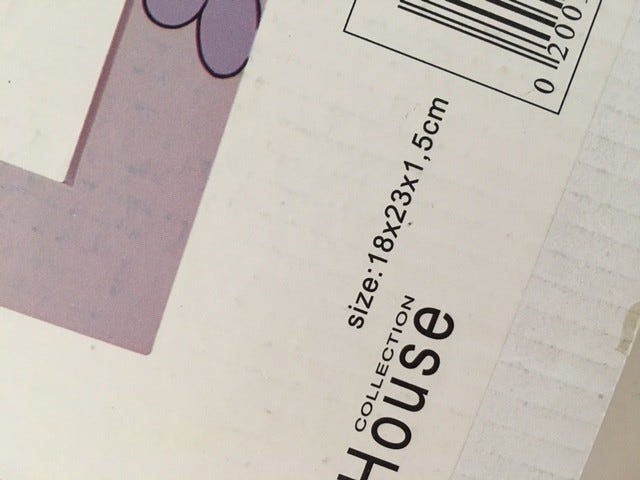 0 200
size:18x23x1,5cm
COLLECTION
House